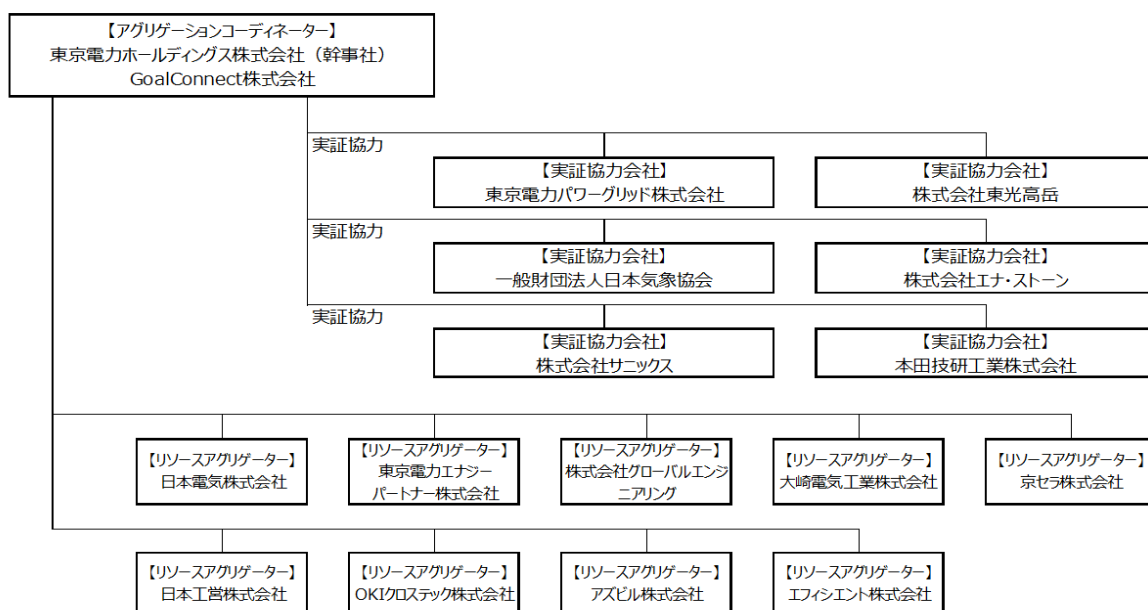 【アグリゲーションコーディネーター】
東京電力ホールディングス株式会社（幹事社）
GoalConnect株式会社
実証協力
【実証協力会社】
東京電力パワーグリッド株式会社
【実証協力会社】
株式会社東光高岳
実証協力
【実証協力会社】
一般財団法人日本気象協会
【実証協力会社】
株式会社エナ・ストーン
実証協力
【実証協力会社】
株式会社サニックス
【実証協力会社】
本田技研工業株式会社
【リソースアグリゲーター】
日本電気株式会社
【リソースアグリゲーター】
東京電力エナジー
パートナー株式会社
【リソースアグリゲーター】
株式会社グローバルエンジ
ニアリング
【リソースアグリゲーター】
大崎電気工業株式会社
【リソースアグリゲーター】
京セラ株式会社
【リソースアグリゲーター】
日本工営株式会社
【リソースアグリゲーター】
OKIクロステック株式会社
【リソースアグリゲーター】
アズビル株式会社
【リソースアグリゲーター】
エフィシエント株式会社